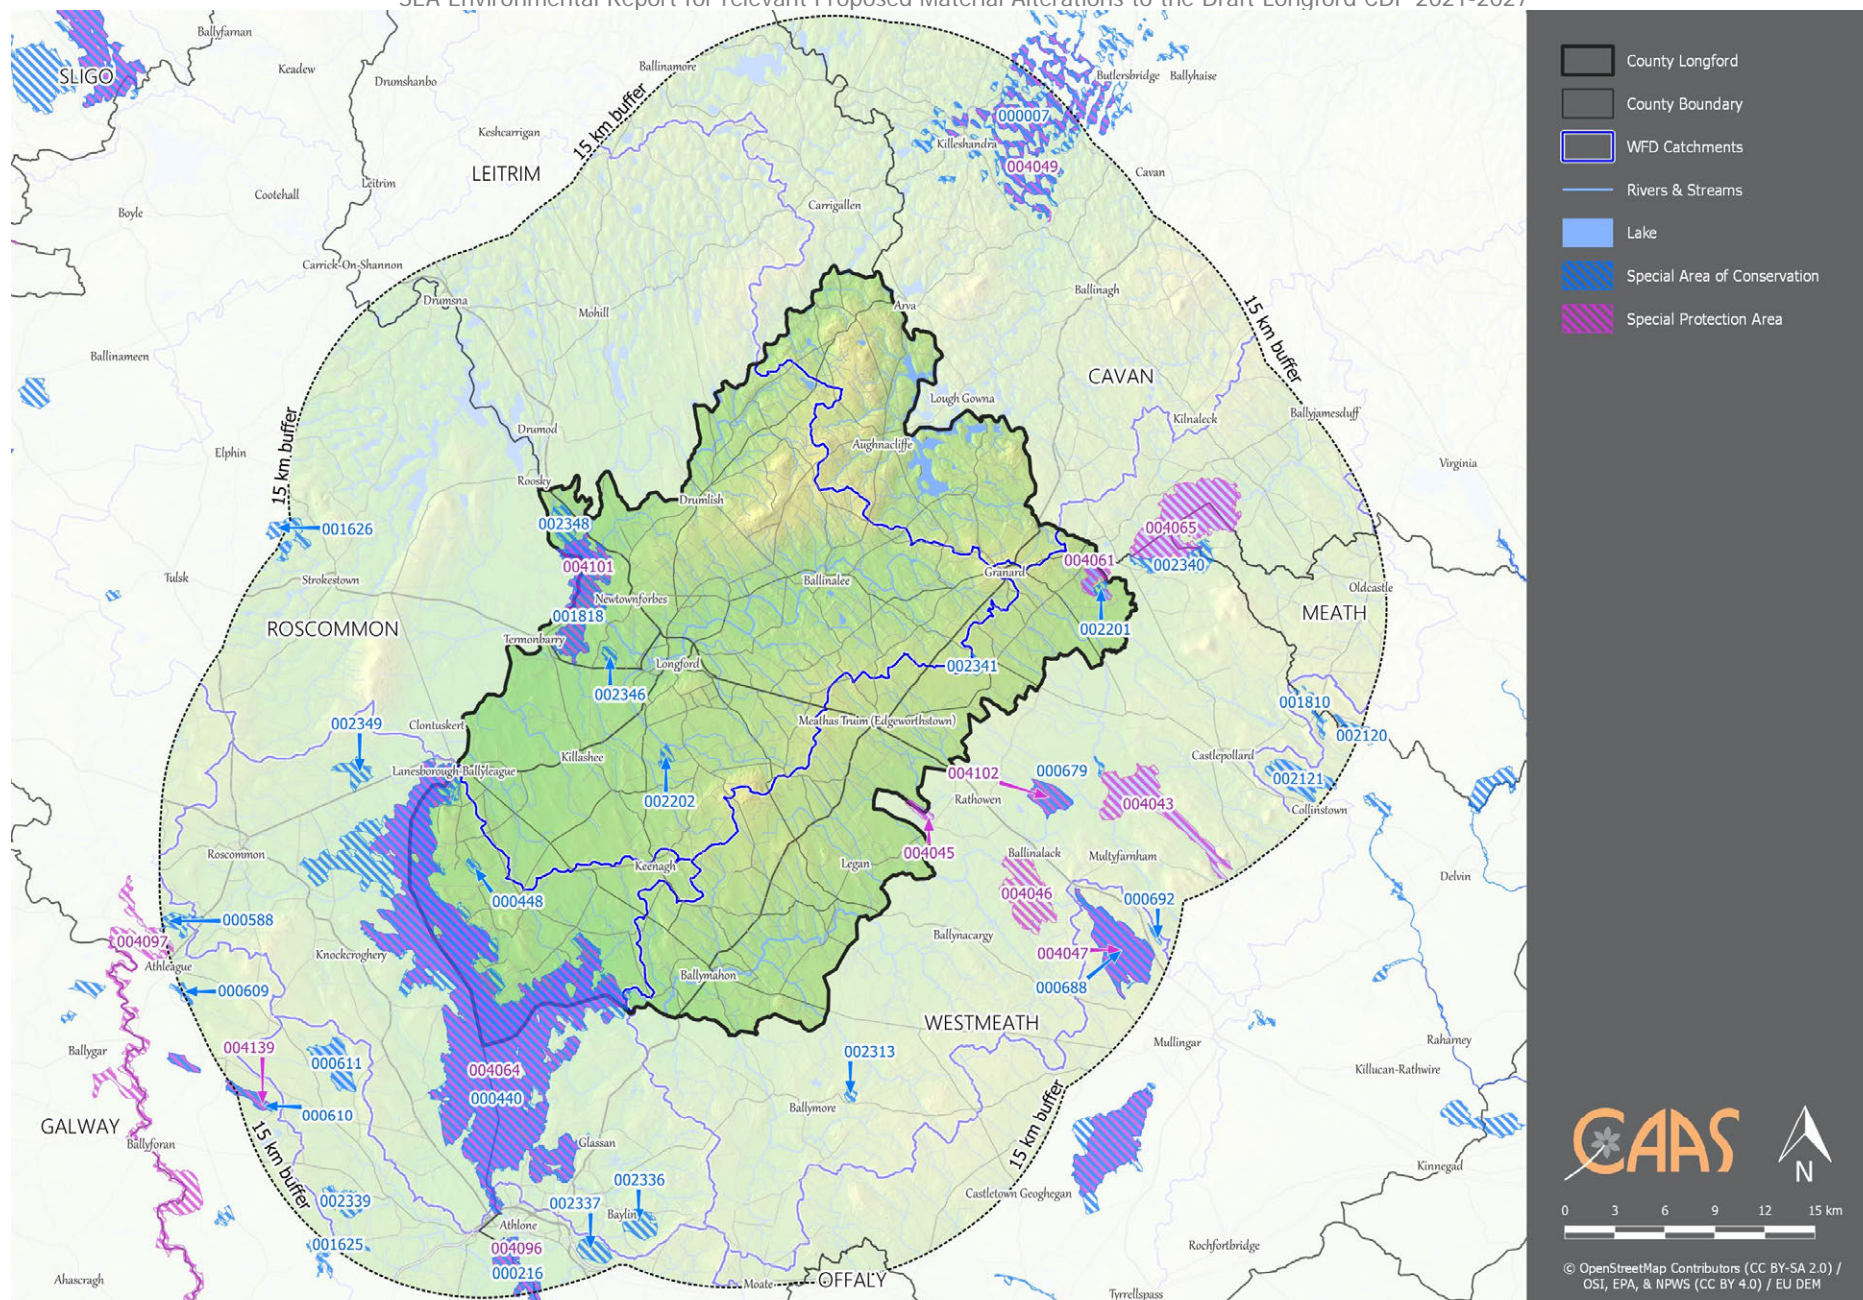 SEA Environmental Report for relevant Proposed Material Alterations to the Draft Longford CDP 2021-2027
Ballyfarnan
SLIGO
Keadew
Drumshanbo
Ballinamore
Butlersbridge
Ballyhaise
15 km buffer
000007
Keshcarrigan
Killeshandra
LEITRIM
004049
Cavan
Leitrim
Cootehall
Boyle
Carrigallen
Carrick-On-Shannon
Drumsna
Ballinagh
Arva
Mohill
15 km buffer
Ballinameen
CAVAN
Lough Gowna
Kilnaleck
Ballyjamesduff
Drumod
Aughnacliffe
15 km buffer
Elphin
Virginia
Roosky
Drumlish
001626
002348
004065
004101
004061
002340
Tulsk
Strokestown
Ballinalee
Granard
Oldcastle
Newtownforbes
001818
MEATH
ROSCOMMON
002201
Termonbarry
Longford
002341
002346
001810
002349
Clontuskert
Meathas Truim (Edgeworthstown)
002120
Killashee
Castlepollard
Lanesborough-Ballyleague
004102
000679
002121
002202
Rathowen
004043
Collinstown
Roscommon
004045
Ballinalack
Multyfarnham
Keenagh
Legan
Delvin
000448
004046
000692
000588
004097
Ballynacargy
Knockcroghery
004047
Athleague
Ballymahon
000609
000688
WESTMEATH
004139
Ballygar
000611
002313
Mullingar
Raharney
004064
Killucan-Rathwire
000440
000610
Ballymore
GALWAY
Ballyforan
Glassan
15 km buffer
15 km buffer
Kinnegad
002336
Castletown Geoghegan
002339
002337
Baylin
Athlone
001625
004096
Rochfortbridge
000216
Ahascragh
Moate
OFFALY
Tyrrellspass
County Longford
County Boundary
WFD Catchments
Rivers & Streams
Lake
Special Area of Conservation
Special Protection Area
CAAS
N
0 3 6 9 12 15 km
© OpenStreetMap Contributors (CC BY-SA 2.0) /
OSI, EPA, & NPWS (CC BY 4.0) / EU DEM